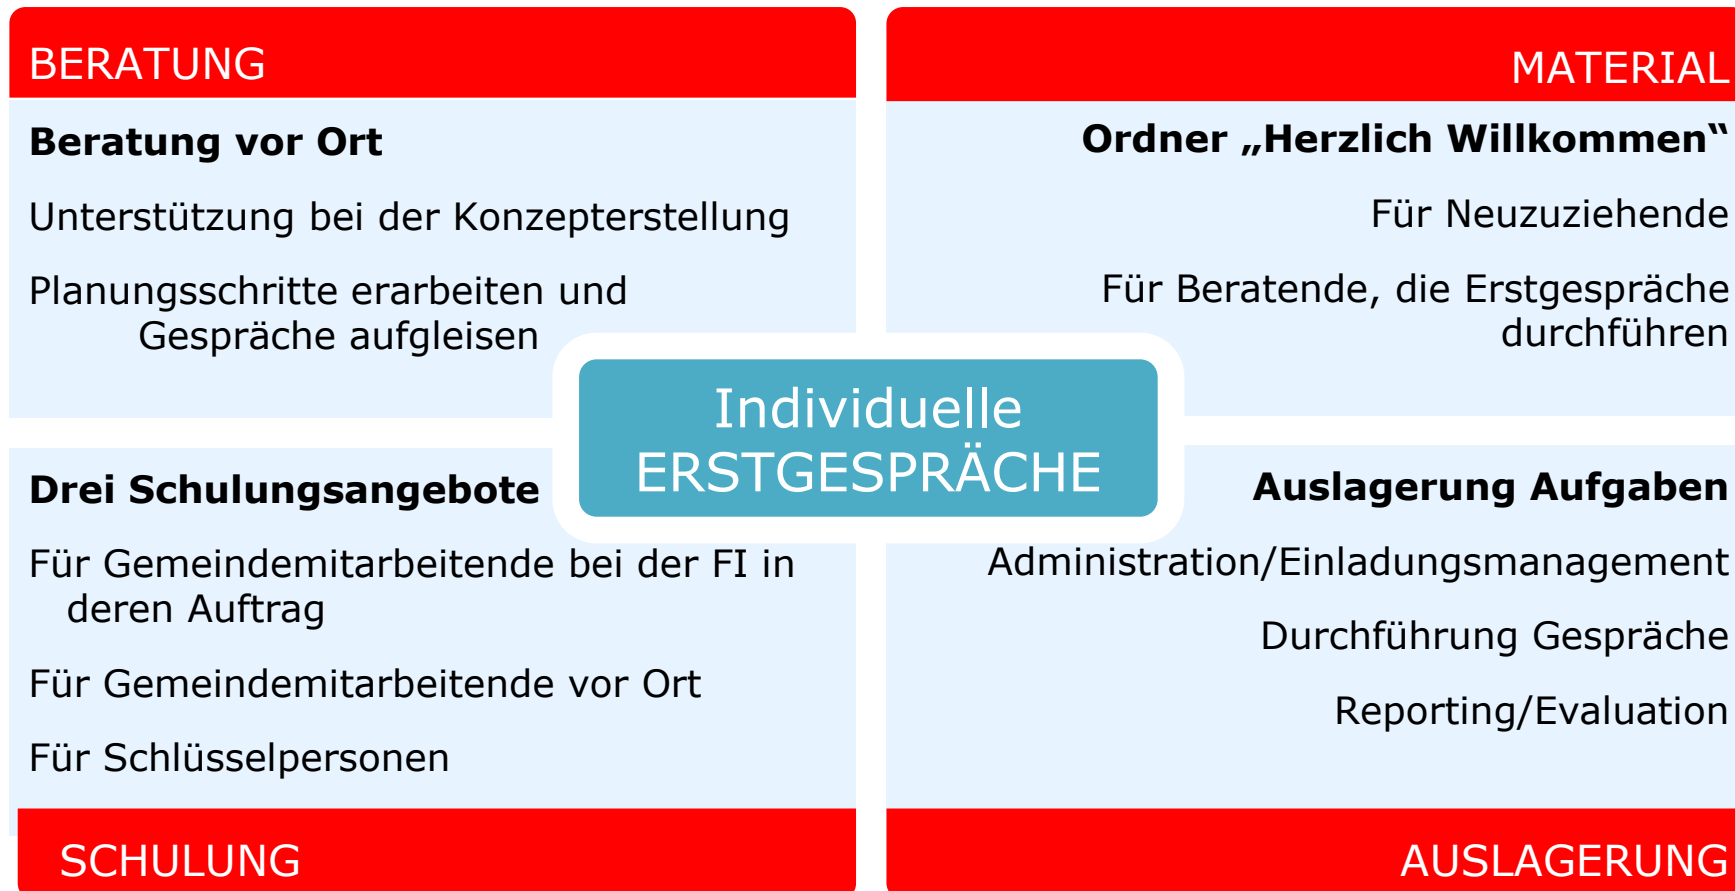 BERATUNG
Beratung vor Ort
Unterstützung bei der Konzepterstellung
Planungsschritte erarbeiten und
Gespräche aufgleisen
MATERIAL
Ordner „Herzlich Willkommen“
Für Neuzuziehende
Für Beratende, die Erstgespräche
durchführen
Individuelle
ERSTGESPRÄCHE
Drei Schulungsangebote
Für Gemeindemitarbeitende bei der FI in
deren Auftrag
Für Gemeindemitarbeitende vor Ort
Für Schlüsselpersonen
SCHULUNG
Auslagerung Aufgaben
Administration/Einladungsmanagement
Durchführung Gespräche
Reporting/Evaluation
AUSLAGERUNG